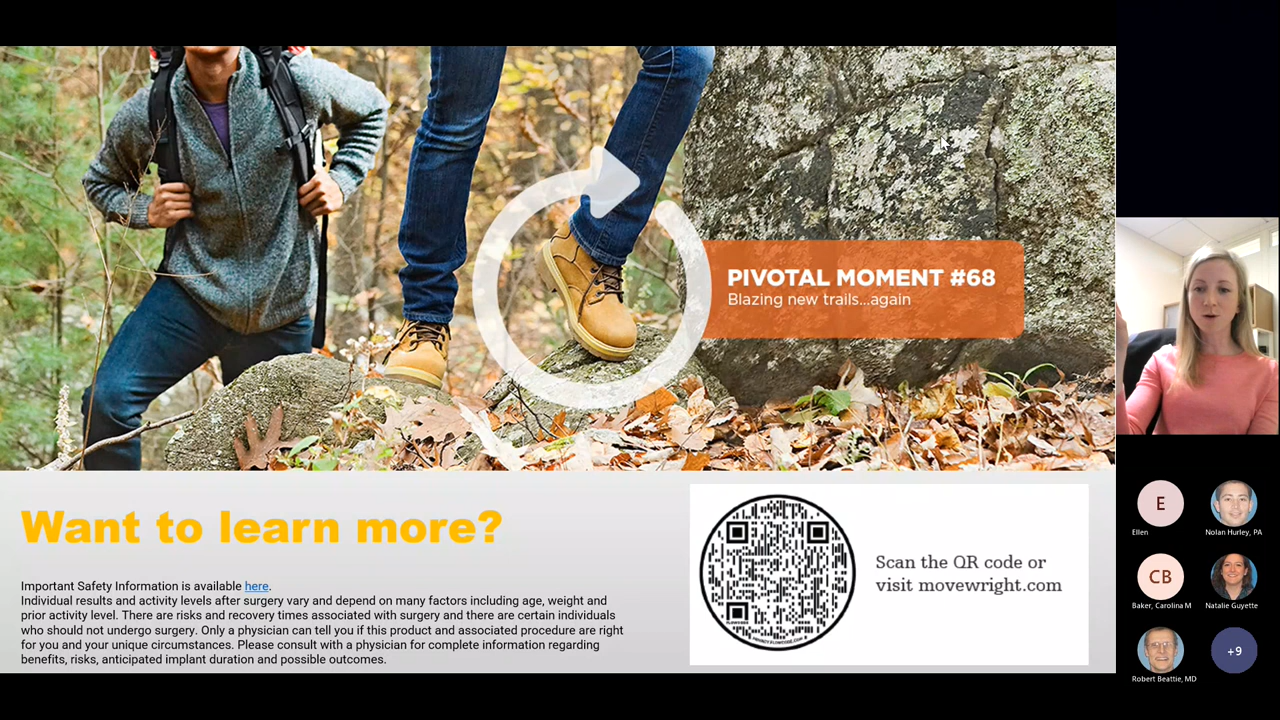 PIVOTAL MOMENT #68
Blazing new trails...again
Want to learn more?
Important Safety Information is available here.
Individual results and activity levels after surgery vary and depend on many factors including age, weight and
prior activity level. There are risks and recovery times associated with surgery and there are certain individuals
who should not undergo surgery. Only a physician can tell you if this product and associated procedure are right
for you and your unique circumstances. Please consult with a physician for complete information regarding
benefits, risks, anticipated implant duration and possible outcomes.
Scan the QR code or
visit movewright.com
E
Ellen
Nolan Hurley, PA
CB
Baker, Carolina M
Natalie Guyette
Robert Beattie, MD
+9